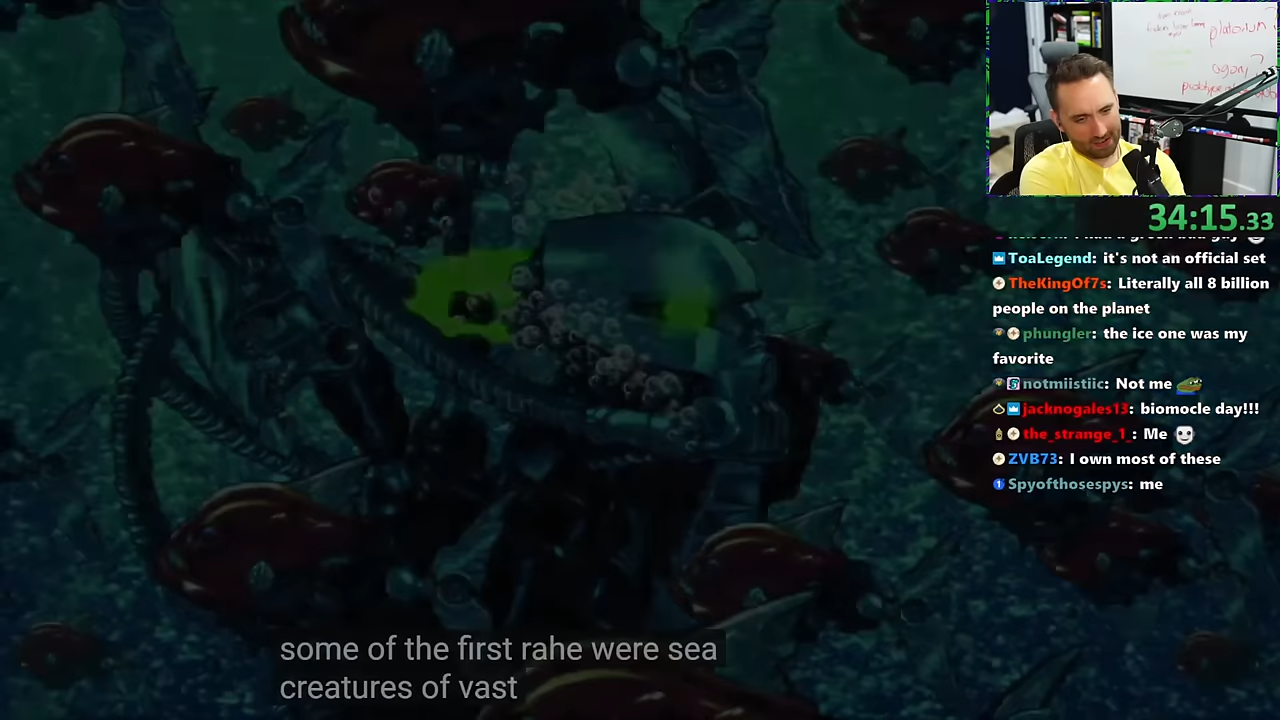 platorium
agony?
34:15.33
ToaLegend: it's not an official set
TheKingOf7s: Literally all 8 billion
people on the planet
phungler: the ice one was my
favorite
notmiistiic: Not me
jacknogales13: biomocle day!!!
the_strange_1_: Me
ZVB73: I own most of these
Spyofthosespys: me
some of the first rahe were sea
creatures of vast